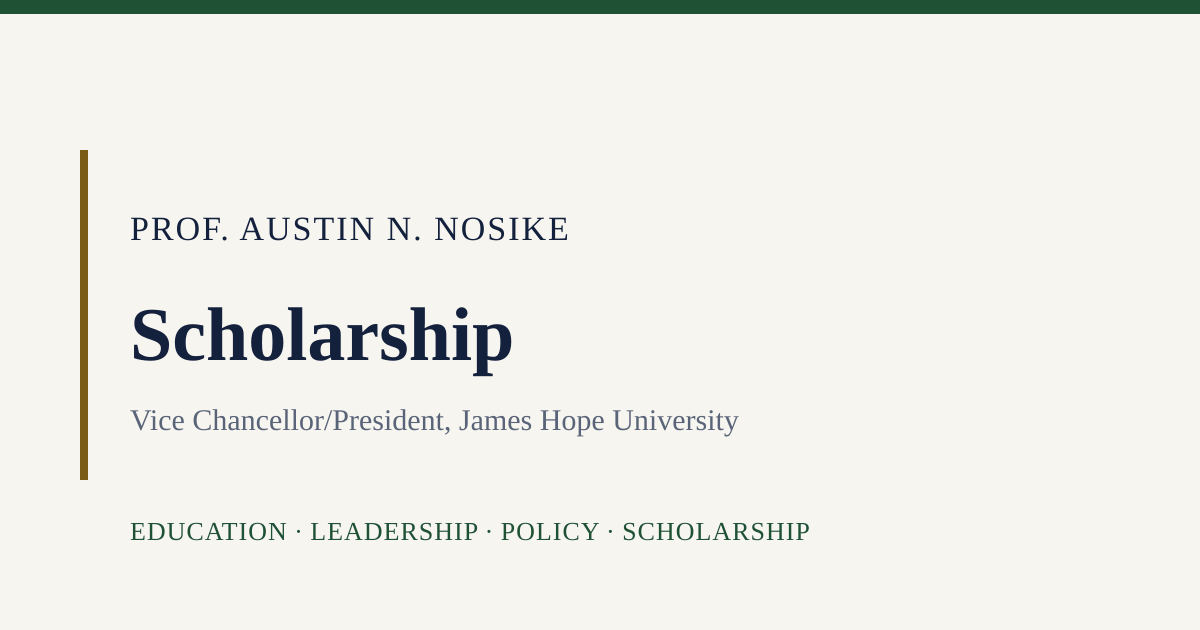 PROF. AUSTIN N. NOSIKE
Scholarship
Vice Chancellor/President, James Hope University
EDUCATION · LEADERSHIP · POLICY · SCHOLARSHIP